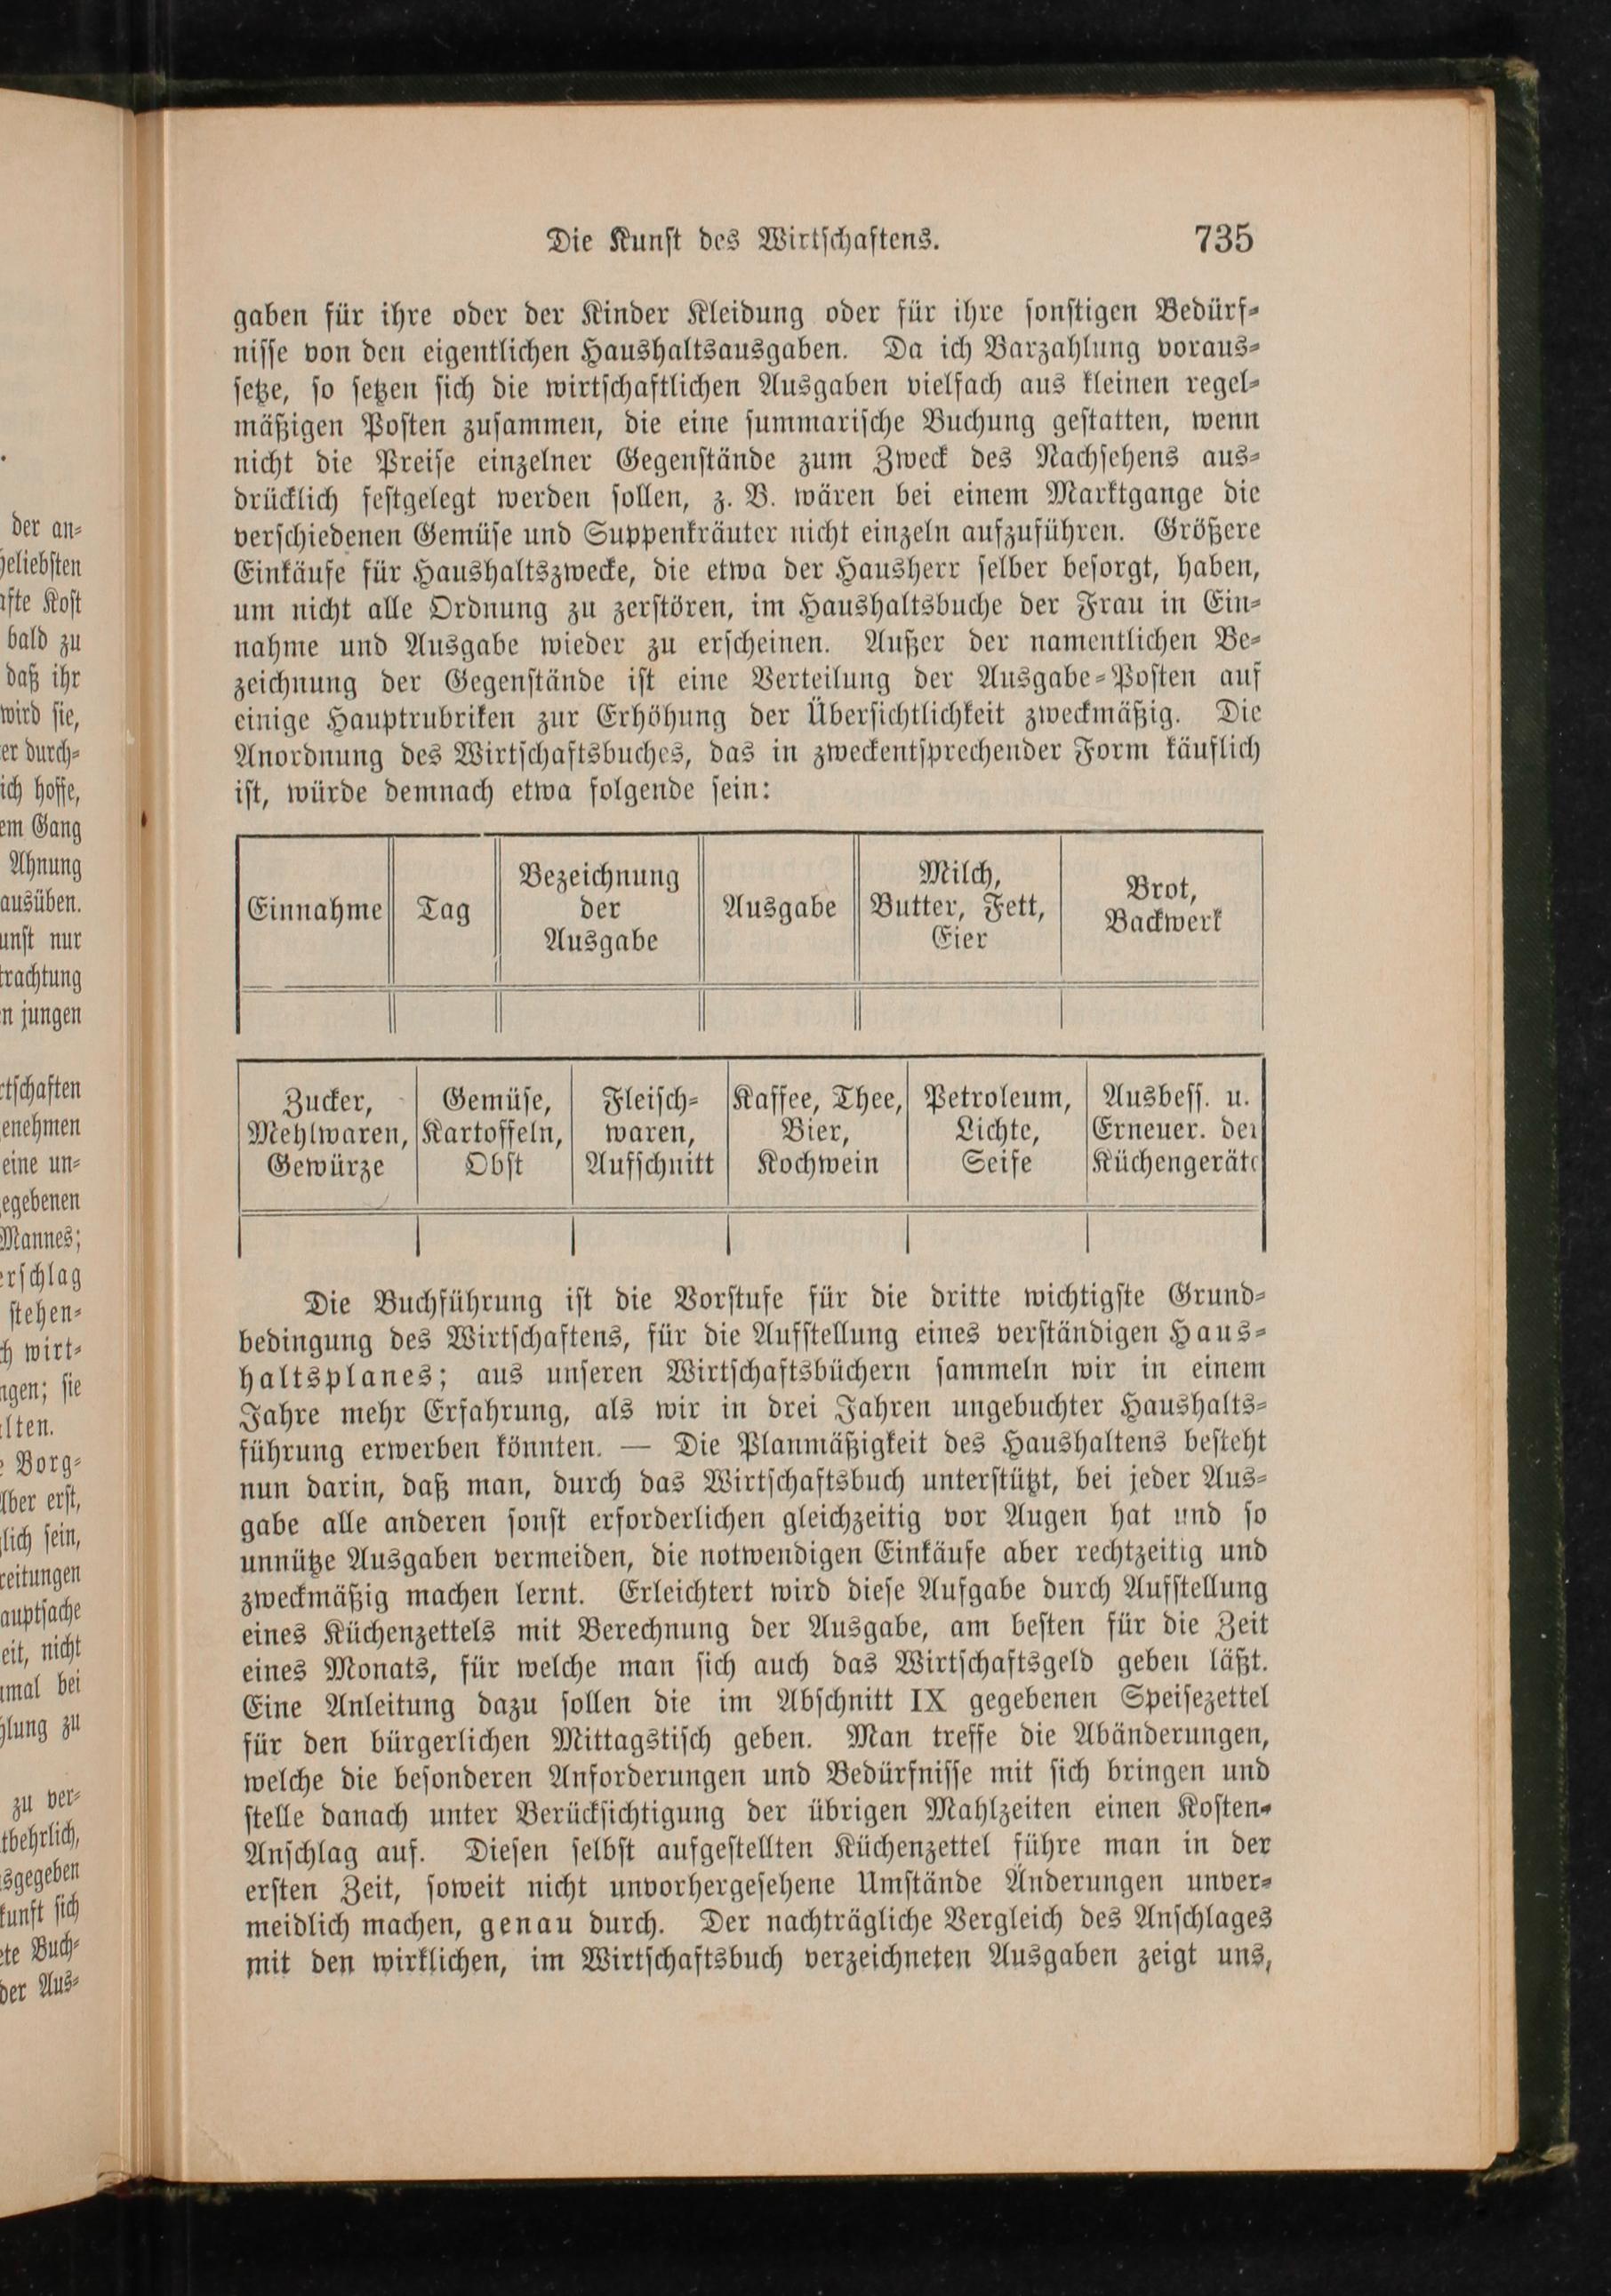 Die Kunst des Wirtschaftens. 735
gaben für ihre oder der Kinder Kleidung oder für ihre sonstigen Bedürf-
nisse von den eigentlichen Haushaltsausgaben. Da ich Barzahlung voraus-
setze, so setzen sich die wirtschaftlichen Ausgaben vielfach aus kleinen regel-
mäßigen Posten zusammen, die eine summarische Buchung gestatten, wenn
nicht die Preise einzelner Gegenstände zum Zweck des Nachsehens aus-
drücklich festgelegt werden sollen, z. B. wären bei einem Marktgange die
verschiedenen Gemüse und Suppenkräuter nicht einzeln aufzuführen. Größere
Einkäufe für Haushaltszwecke, die etwa der Hausherr selber besorgt, haben,
um nicht alle Ordnung zu zerstören, im Haushaltsbuche der Frau in Ein-
nahme und Ausgabe wieder zu erscheinen. Außer der namentlichen Be-
zeichnung der Gegenstände ist eine Verteilung der Ausgabe-Posten auf
einige Hauptrubriken zur Erhöhung der Übersichtlichkeit zweckmäßig. Die
Anordnung des Wirtschaftsbuches, das in zweckentsprechender Form käuflich
ist, würde demnach etwa folgende sein:
Einnahme
Tag
Bezeichnung
der
Ausgabe
Ausgabe
Milch,
Butter, Fett,
Eier
Brot,
Backwerk
Zucker,
Mehlwaren,
Gewürze
Gemüse,
Kartoffeln,
Obst
Fleisch-
waren,
Aufschnitt
Kaffee, Thee,
Bier,
Kochwein
Petroleum,
Lichte,
Seife
Ausbess. u.
Erneuer. der
Küchengeräte
Die Buchführung ist die Vorstufe für die dritte wichtigste Grund-
bedingung des Wirtschaftens, für die Aufstellung eines verständigen Haus-
haltsplanes; aus unseren Wirtschaftsbüchern sammeln wir in einem
Jahre mehr Erfahrung, als wir in drei Jahren ungebuchter Haushalts-
führung erwerben könnten. — Die Planmäßigkeit des Haushaltens besteht
nun darin, daß man, durch das Wirtschaftsbuch unterstützt, bei jeder Aus-
gabe alle anderen sonst erforderlichen gleichzeitig vor Augen hat und so
unnütze Ausgaben vermeiden, die notwendigen Einkäufe aber rechtzeitig und
zweckmäßig machen lernt. Erleichtert wird diese Aufgabe durch Aufstellung
eines Küchenzettels mit Berechnung der Ausgabe, am besten für die Zeit
eines Monats, für welche man sich auch das Wirtschaftsgeld geben läßt.
Eine Anleitung dazu sollen die im Abschnitt IX gegebenen Speisezettel
für den bürgerlichen Mittagstisch geben. Man treffe die Abänderungen,
welche die besonderen Anforderungen und Bedürfnisse mit sich bringen und
stelle danach unter Berücksichtigung der übrigen Mahlzeiten einen Kosten-
Anschlag auf. Diesen selbst aufgestellten Küchenzettel führe man in der
ersten Zeit, soweit nicht unvorhergesehene Umstände Änderungen unver-
meidlich machen, genau durch. Der nachträgliche Vergleich des Anschlages
mit den wirklichen, im Wirtschaftsbuch verzeichneten Ausgaben zeigt uns,